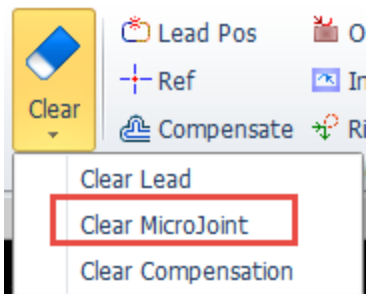 Clear
Lead Pos
Ref
Compensate
Clear Lead
Clear MicroJoint
Clear Compensation